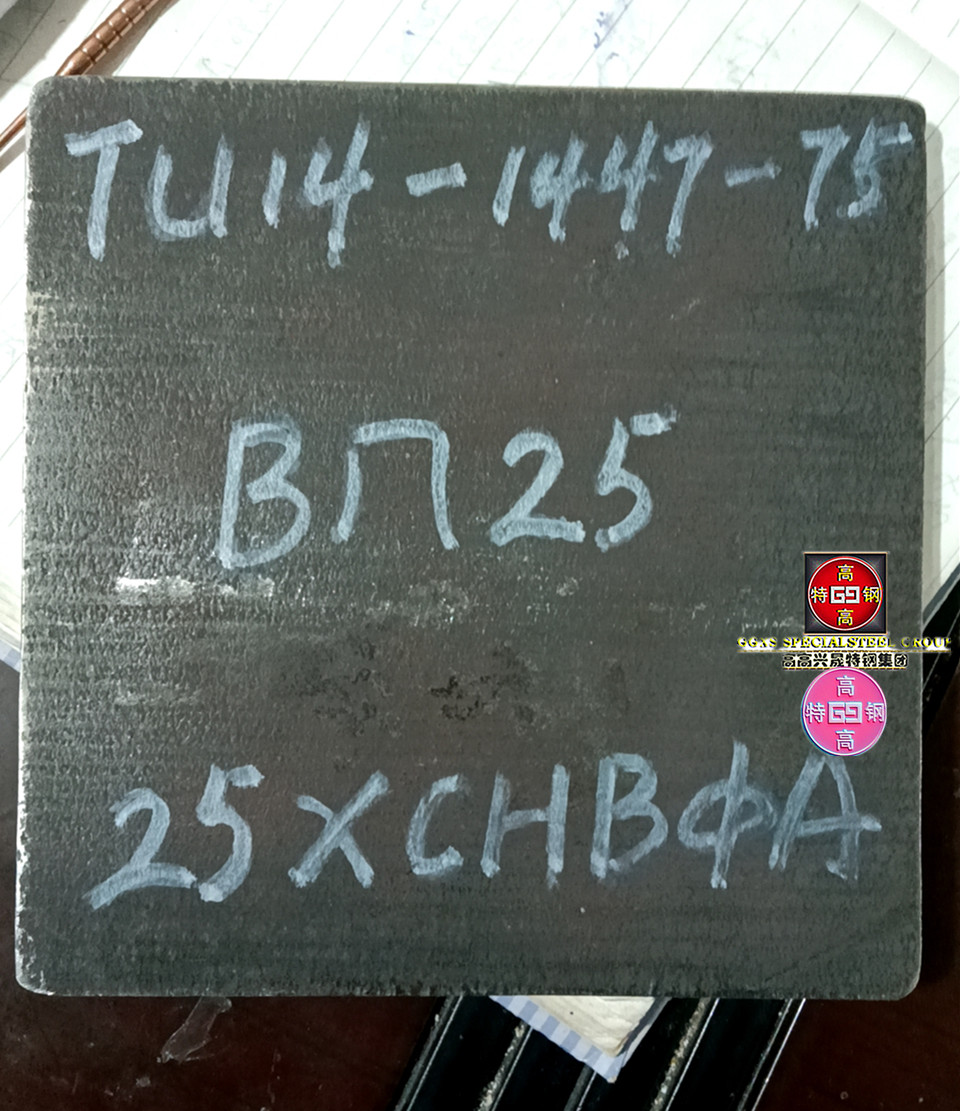 TU14-1447-75
ВП25
高
特GG钢
高
GGXS SPECIALSTEEL GROUP
高高兴晟特钢集团
高
特GG钢
高
25ХСНВФА